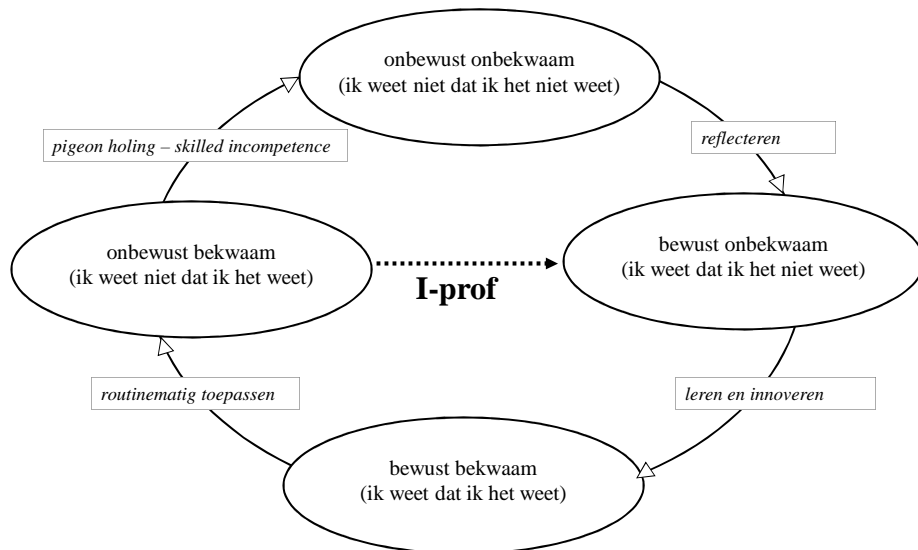 onbewust onbekwaam
(ik weet niet dat ik het niet weet)
pigeon holing – skilled incompetence
reflecteren
onbewust bekwaam
(ik weet niet dat ik het weet)
bewust onbekwaam
(ik weet dat ik het niet weet)
I-prof
routinematig toepassen
leren en innoveren
bewust bekwaam
(ik weet dat ik het weet)